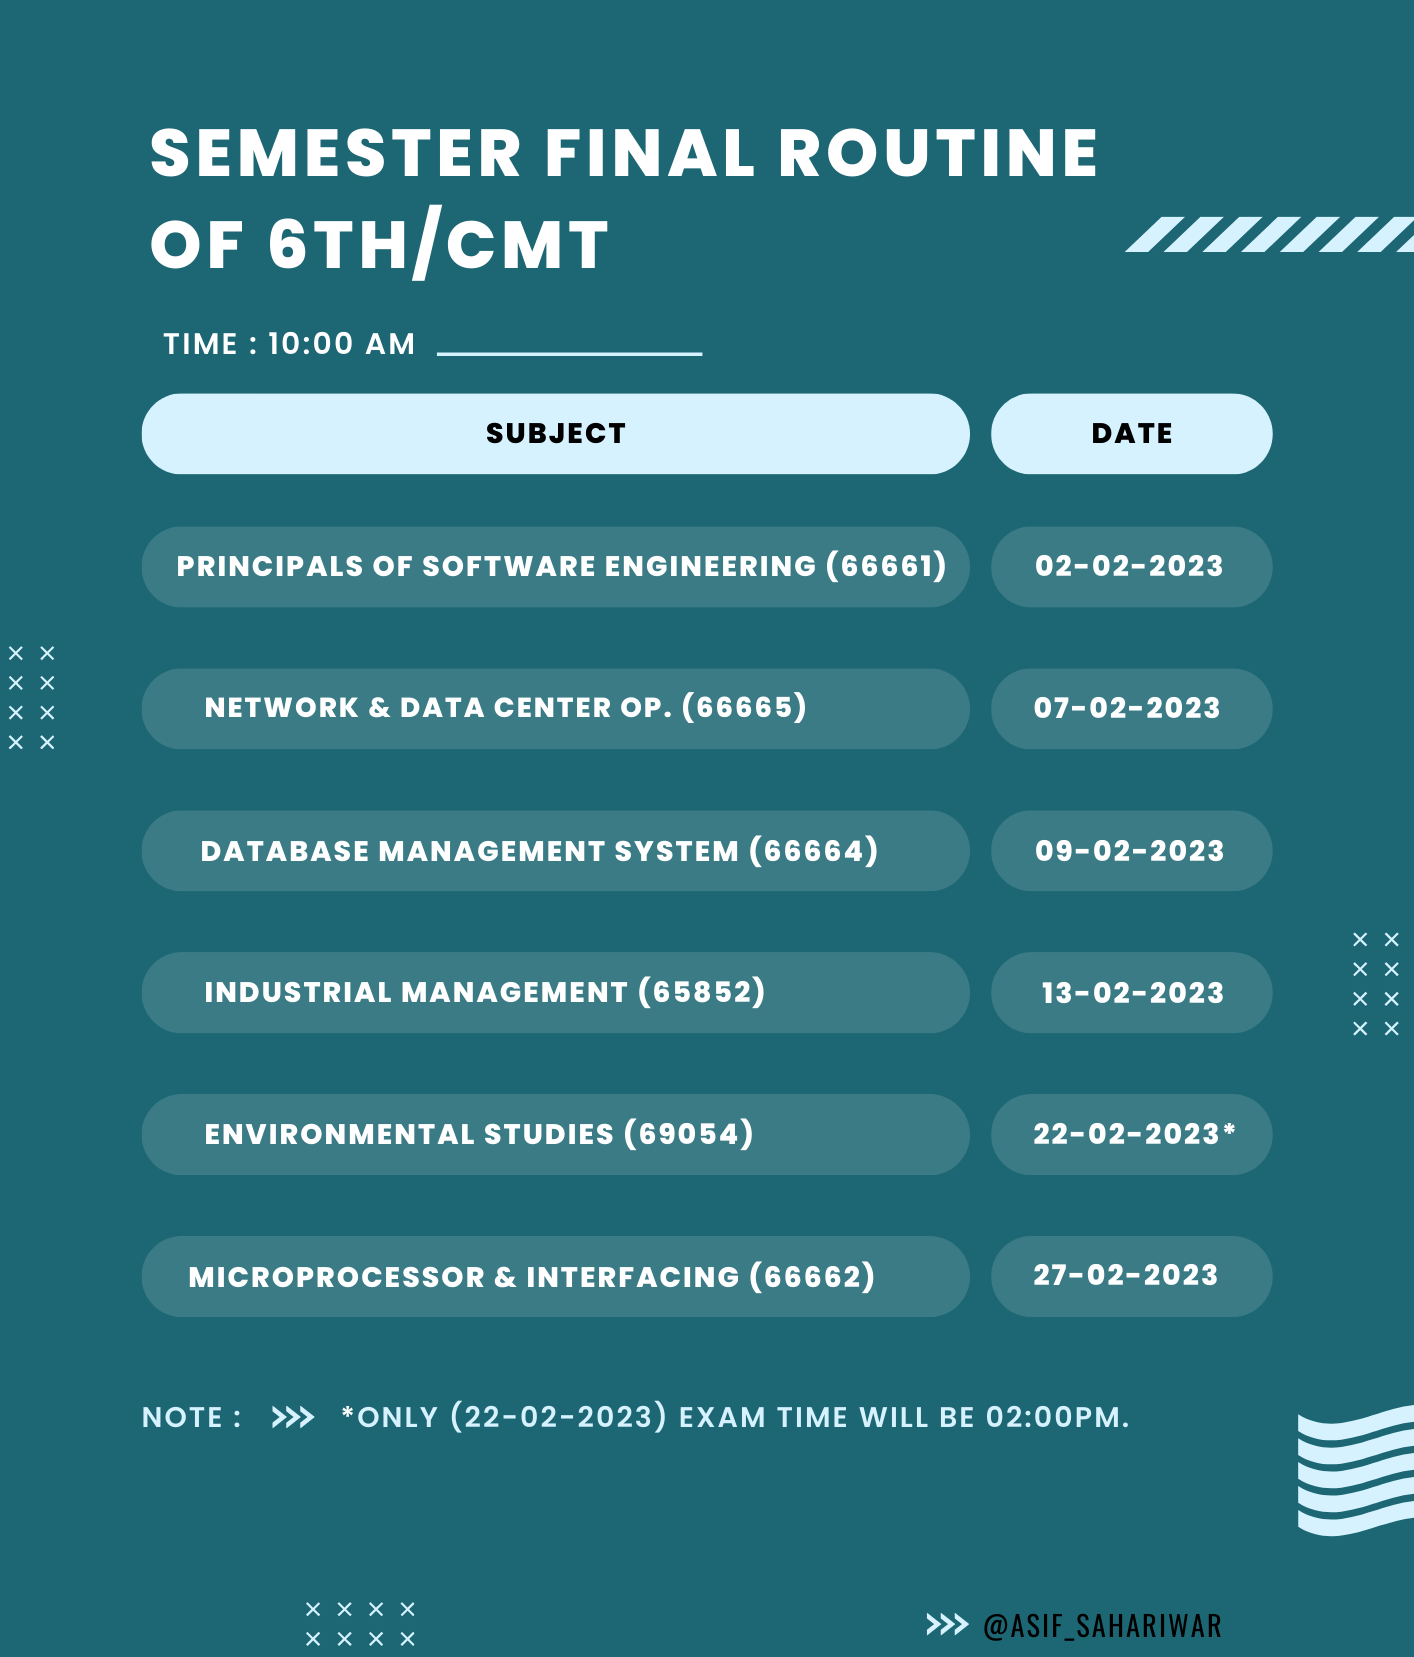 SEMESTER FINAL ROUTINE
OF 6TH/CMT
TIME : 10:00 AM
SUBJECT DATE
PRINCIPALS OF SOFTWARE ENGINEERING (66661) 02-02-2023
NETWORK & DATA CENTER OP. (66665) 07-02-2023
DATABASE MANAGEMENT SYSTEM (66664) 09-02-2023
INDUSTRIAL MANAGEMENT (65852) 13-02-2023
ENVIRONMENTAL STUDIES (69054) 22-02-2023*
MICROPROCESSOR & INTERFACING (66662) 27-02-2023
NOTE : *ONLY (22-02-2023) EXAM TIME WILL BE 02:00PM.
@ASIF_SAHARIWAR